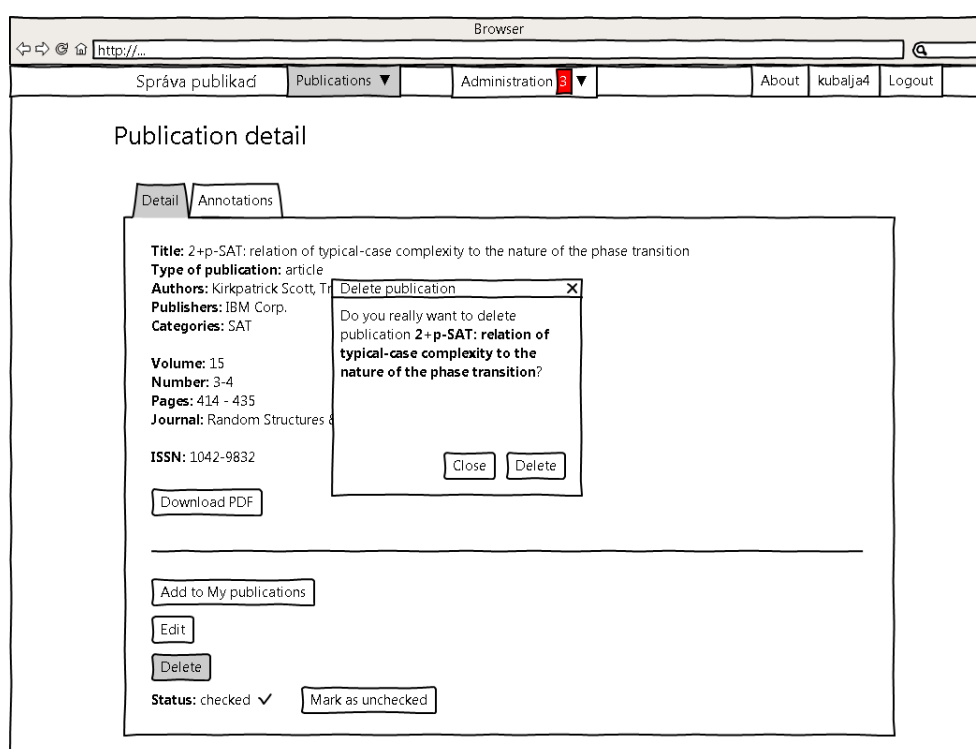 Browser
http://...
Správa publikací Publications ▼ Administration 3 ▼ About kubalja4 Logout
Publication detail
Detail Annotations
Title: 2+p-SAT: relation of typical-case complexity to the nature of the phase transition
Type of publication: article
Authors: Kirkpatrick Scott, Tr
Publishers: IBM Corp.
Categories: SAT
Volume: 15
Number: 3-4
Pages: 414 - 435
Journal: Random Structures &
ISSN: 1042-9832
Download PDF
Delete publication
Do you really want to delete
publication 2+p-SAT: relation of
typical-case complexity to the
nature of the phase transition?
Close Delete
Add to My publications
Edit
Delete
Status: checked ✓ Mark as unchecked